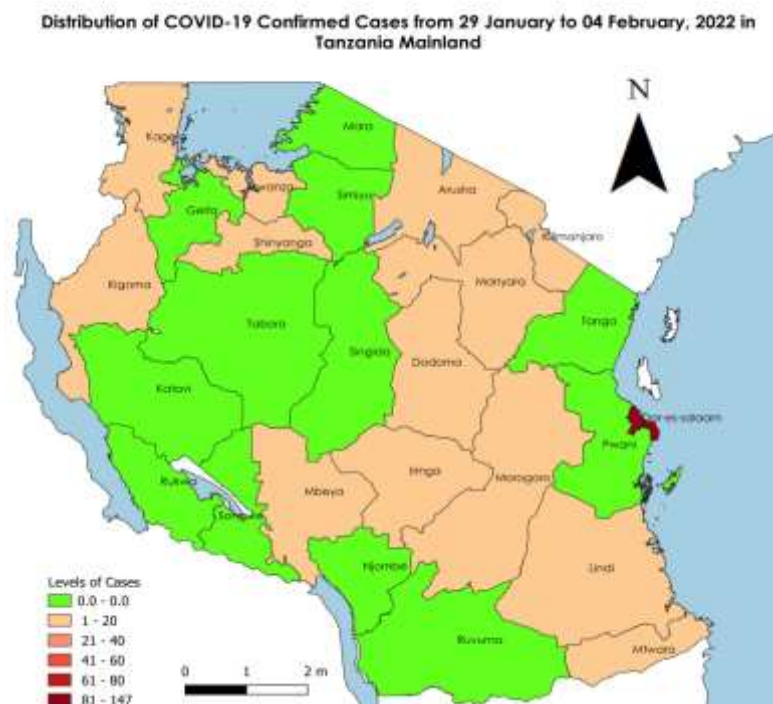 Distribution of COVID-19 Confirmed Cases from 29 January to 04 February, 2022 in
Tanzania Mainland
N
Mara
Arusha
Simiyu
Geita
Kilimanjaro
Shinyanga
Kigoma
Manyara
Tanga
Tabora
Singida
Dodoma
Katavi
Dar-es-salaam
Pwani
Iringa
Morogoro
Rukwa
Mbeya
Songwe
Njombe
Lindi
Ruvuma
Mtwara
Levels of Cases
0.0 - 0.0
1 - 20
21 - 40
41 - 60
61 - 80
81 - 147
0 1 2 m